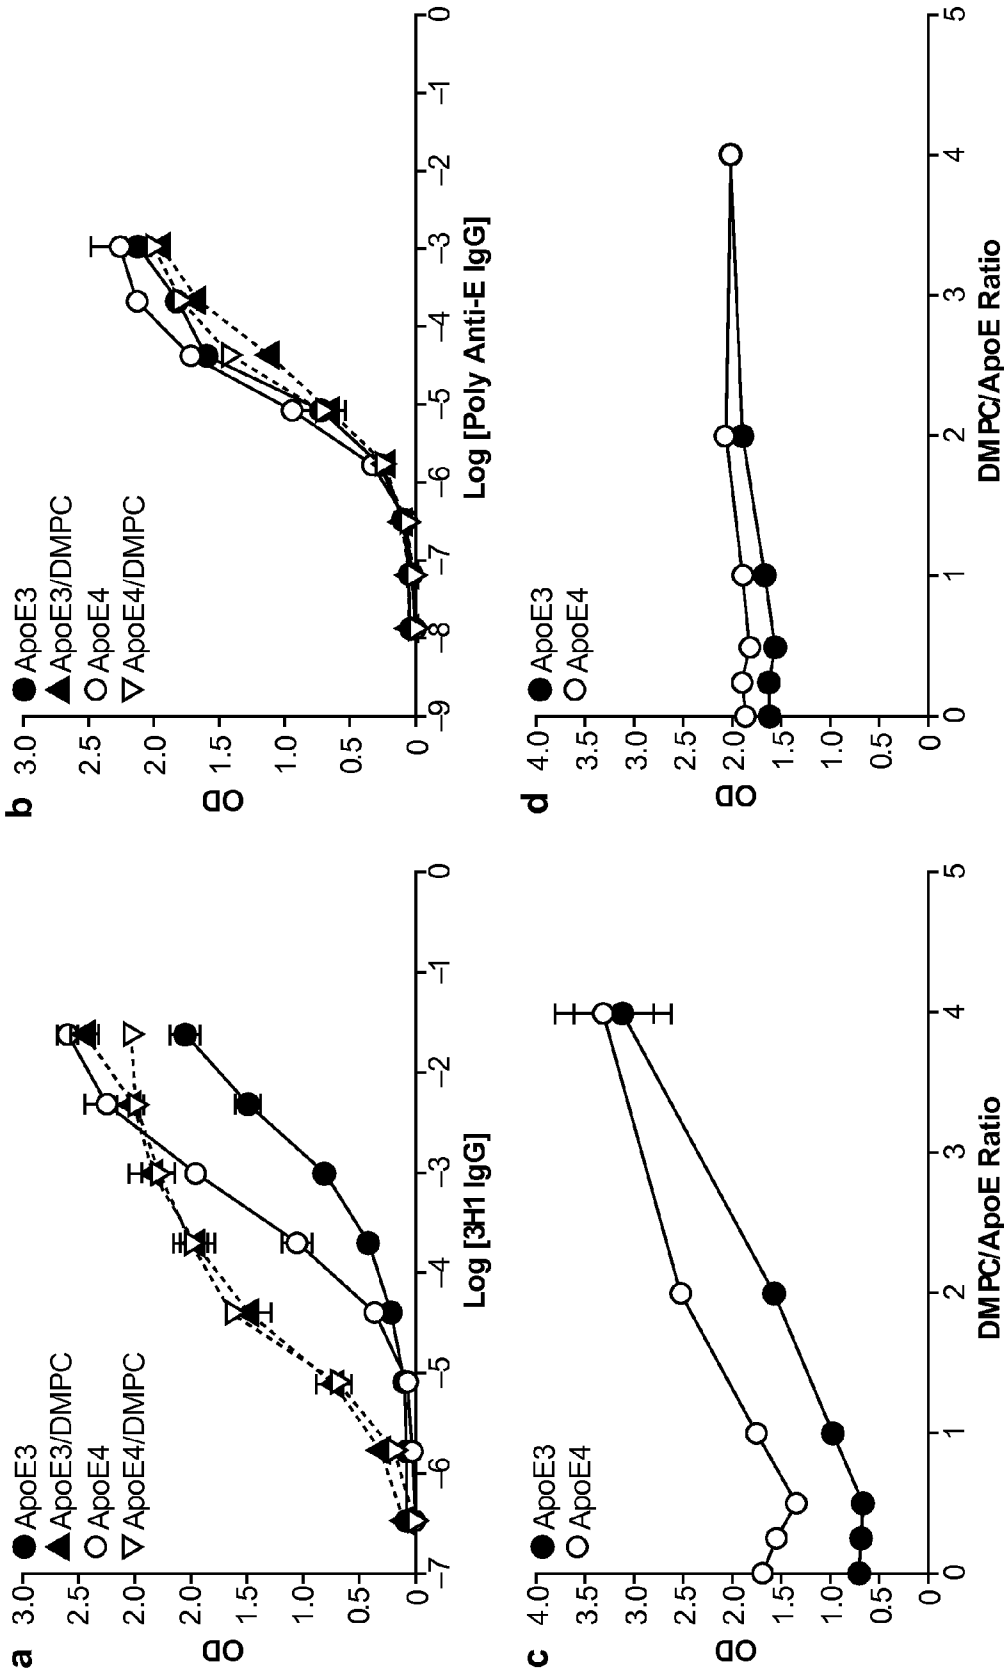 a
OD
3.0
2.5
2.0
1.5
1.0
0.5
0
ApoE3
ApoE3/DMPC
ApoE4
ApoE4/DMPC
–7 –6 –5 –4 –3 –2 –1 0
Log [3H1 IgG]
b
OD
3.0
2.5
2.0
1.5
1.0
0.5
0
ApoE3
ApoE3/DMPC
ApoE4
ApoE4/DMPC
–9 –8 –7 –6 –5 –4 –3 –2 –1 0
Log [Poly Anti-E IgG]
c
OD
4.0
3.5
3.0
2.5
2.0
1.5
1.0
0.5
0
ApoE3
ApoE4
0 1 2 3 4 5
DMPC/ApoE Ratio
d
OD
4.0
3.5
3.0
2.5
2.0
1.5
1.0
0.5
0
ApoE3
ApoE4
0 1 2 3 4 5
DMPC/ApoE Ratio